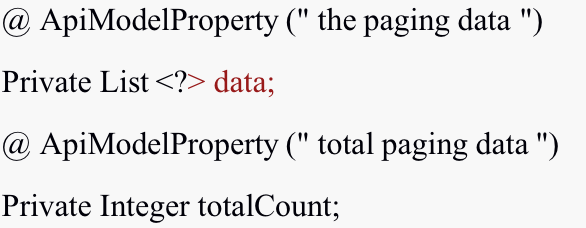 @ ApiModelProperty (" the paging data ")
Private List <?> data;
@ ApiModelProperty (" total paging data ")
Private Integer totalCount;